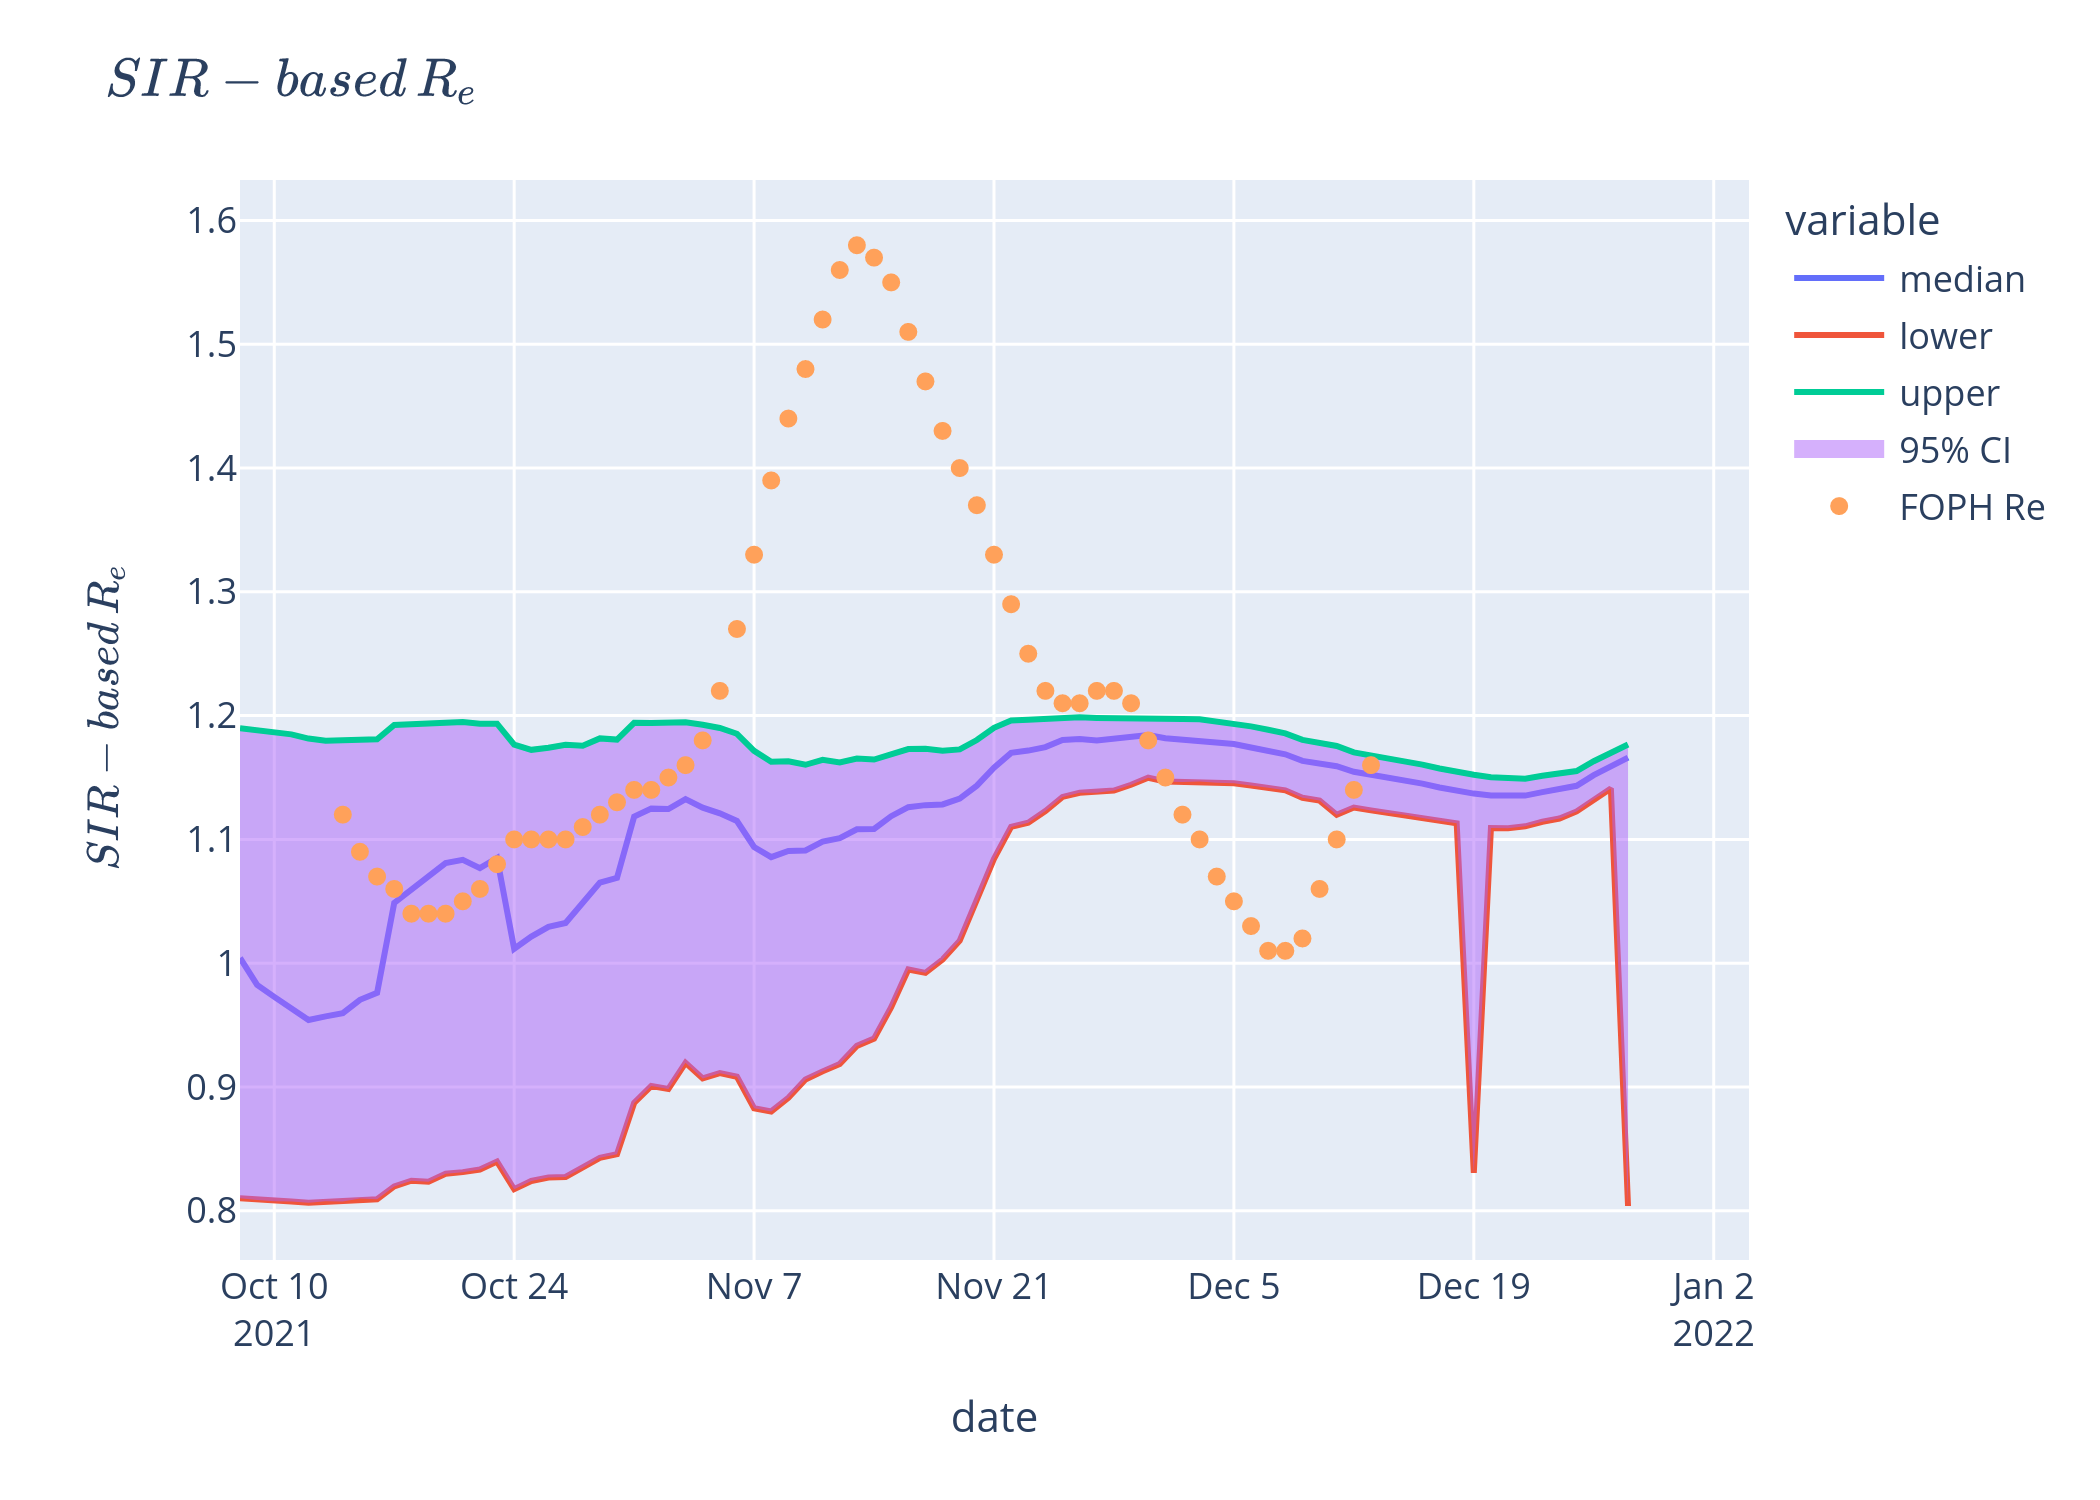 SIR − based Rₑ
variable
median
lower
upper
95% CI
FOPH Re
SIR − based Rₑ
1.6
1.5
1.4
1.3
1.2
1.1
1
0.9
0.8
Oct 10
2021
Oct 24
Nov 7
Nov 21
Dec 5
Dec 19
Jan 2
2022
date